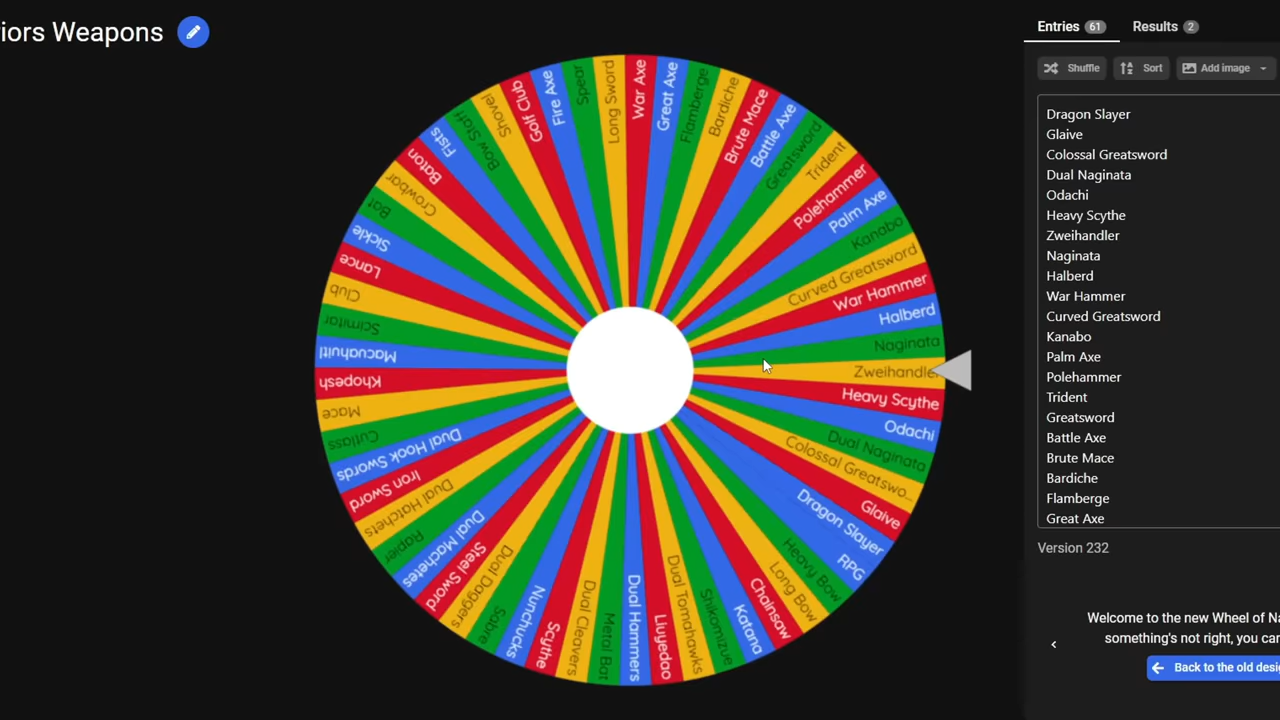 iors Weapons
Entries 61
Results 2
Shuffle
Sort
Add image
Dragon Slayer
Glaive
Colossal Greatsword
Dual Naginata
Odachi
Heavy Scythe
Zweihandler
Naginata
Halberd
War Hammer
Curved Greatsword
Kanabo
Palm Axe
Polehammer
Trident
Greatsword
Battle Axe
Brute Mace
Bardiche
Flamberge
Great Axe
Version 232
Welcome to the new Wheel of Na
something's not right, you can
Back to the old desig
War Axe
Great Axe
Flamberge
Bardiche
Brute Mace
Battle Axe
Greatsword
Trident
Polehammer
Palm Axe
Kanabo
Curved Greatsword
War Hammer
Halberd
Naginata
Zweihandler
Heavy Scythe
Odachi
Dual Naginata
Colossal Greatswo...
Glaive
Dragon Slayer
RPG
Heavy Bow
Long Bow
Chainsaw
Katana
Shikomizue
Dual Tomahawks
Liuyedao
Dual Hammers
Metal Bat
Dual Cleavers
Scythe
Nunchucks
Sabre
Dual Daggers
Steel Sword
Dual Machetes
Rapier
Dual Hatchets
Iron Sword
Dual Hook Swords
Cutlass
Mace
Khopesh
Macuahuitl
Scimitar
Club
Lance
Sickle
Bat
Crowbar
Baton
Fists
Bow Staff
Shovel
Golf Club
Fire Axe
Spear
Long Sword